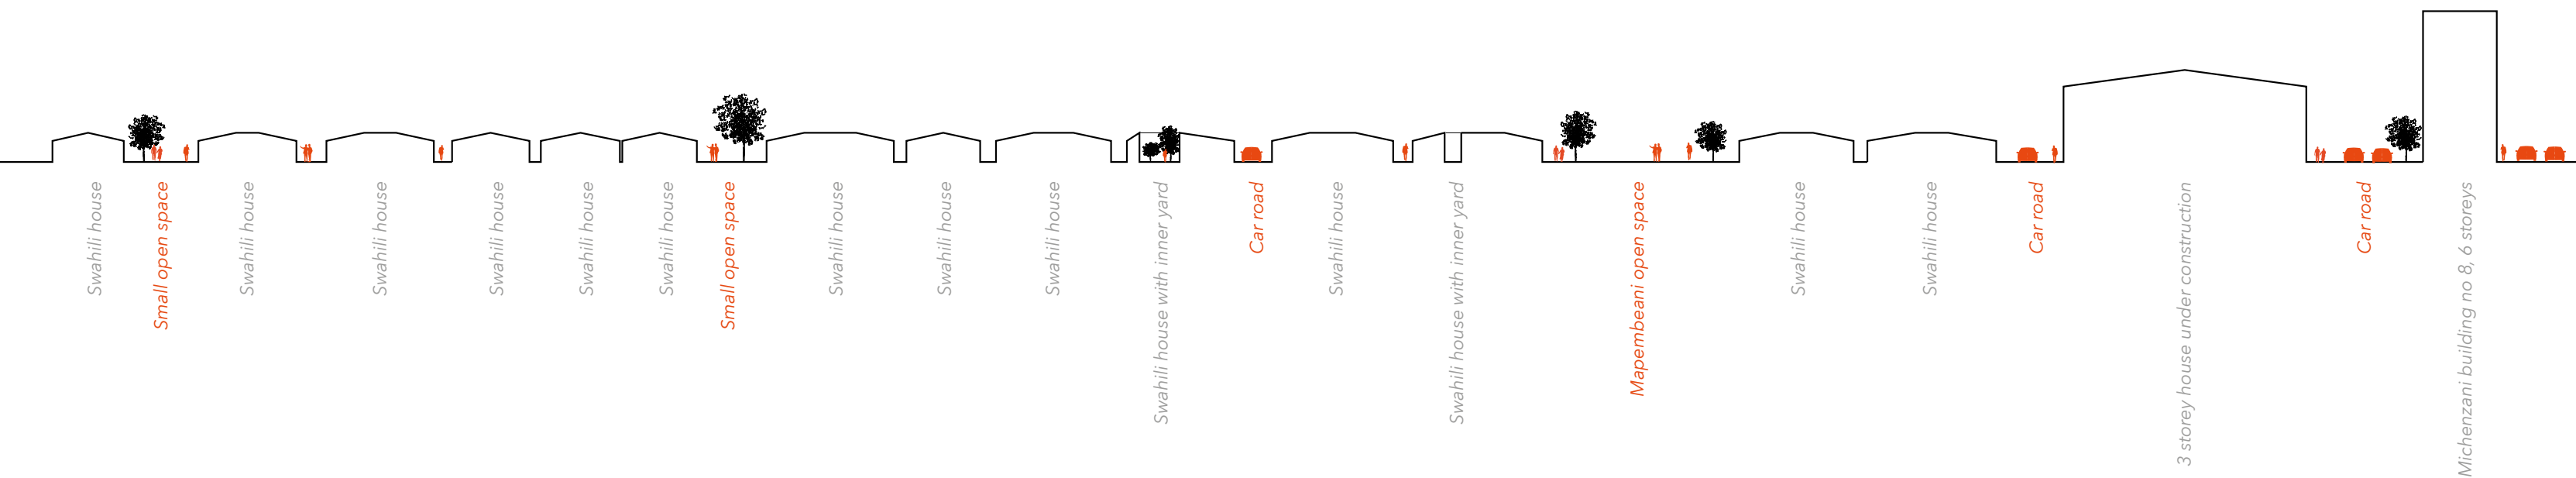 Swahili house
Small open space
Swahili house
Swahili house
Swahili house
Swahili house
Swahili house
Small open space
Swahili house
Swahili house
Swahili house
Swahili house with inner yard
Car road
Swahili house
Swahili house with inner yard
Mapembeani open space
Swahili house
Swahili house
Car road
3 storey house under construction
Car road
Michenzani building no 8, 6 storeys